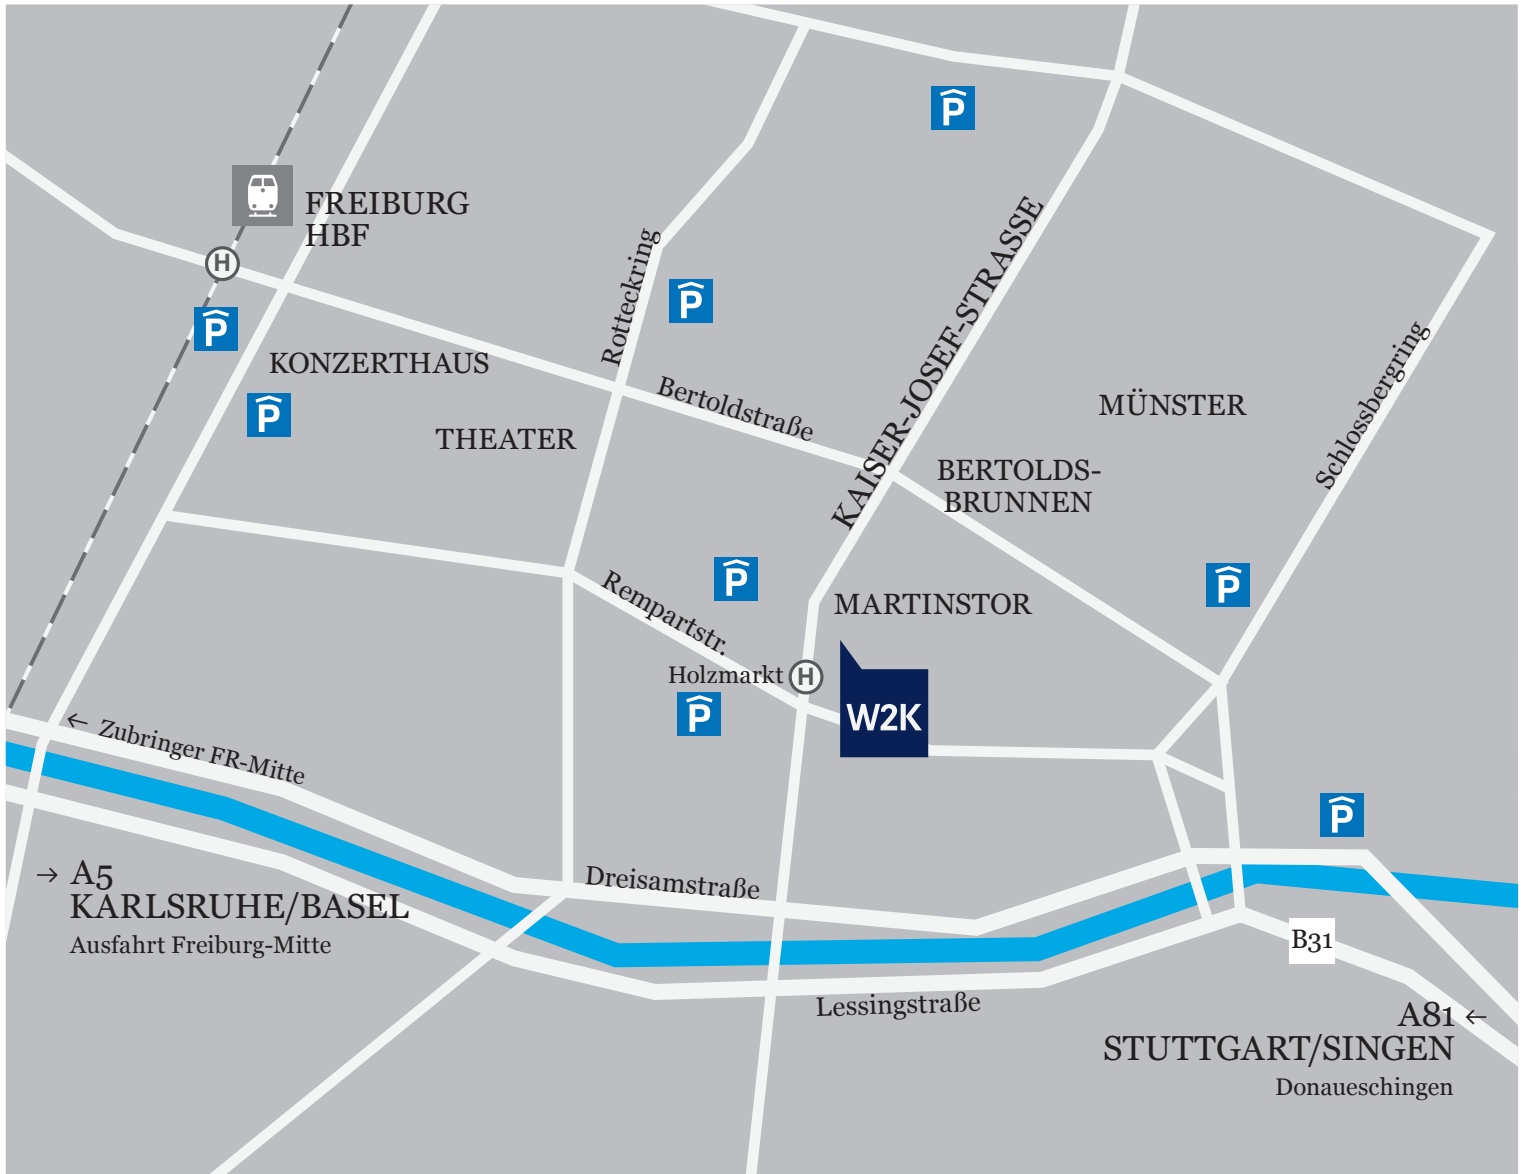 P
FREIBURG
HBF
H
P
Rotteckring
P
KAISER-JOSEF-STRASSE
KONZERTHAUS
P
Bertoldstraße
THEATER
MÜNSTER
Schlossbergring
BERTOLDS-
BRUNNEN
P
P
Rempartstr.
MARTINSTOR
Holzmarkt
H
P
W2K
← Zubringer FR-Mitte
P
→ A5
KARLSRUHE/BASEL
Ausfahrt Freiburg-Mitte
Dreisamstraße
B31
Lessingstraße
A81 ←
STUTTGART/SINGEN
Donaueschingen